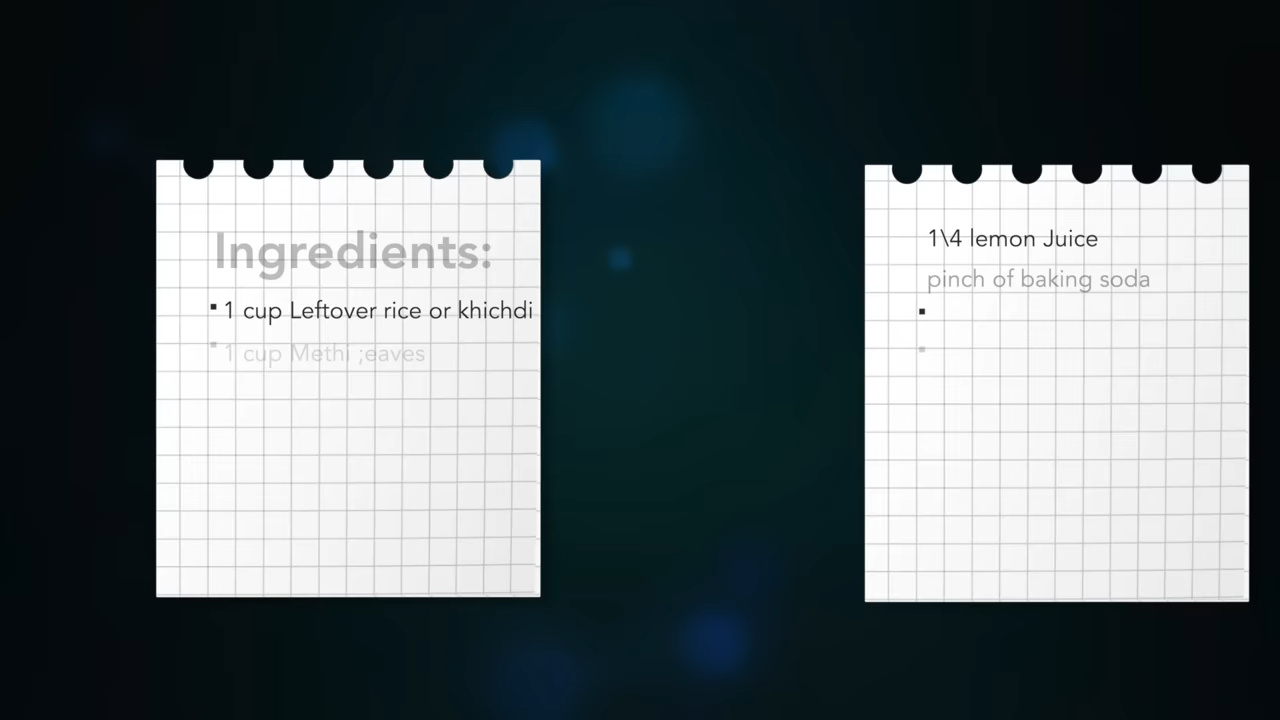 Ingredients:
▪ 1 cup Leftover rice or khichdi
▪ 1 cup Methi ;eaves
1\4 lemon Juice
pinch of baking soda